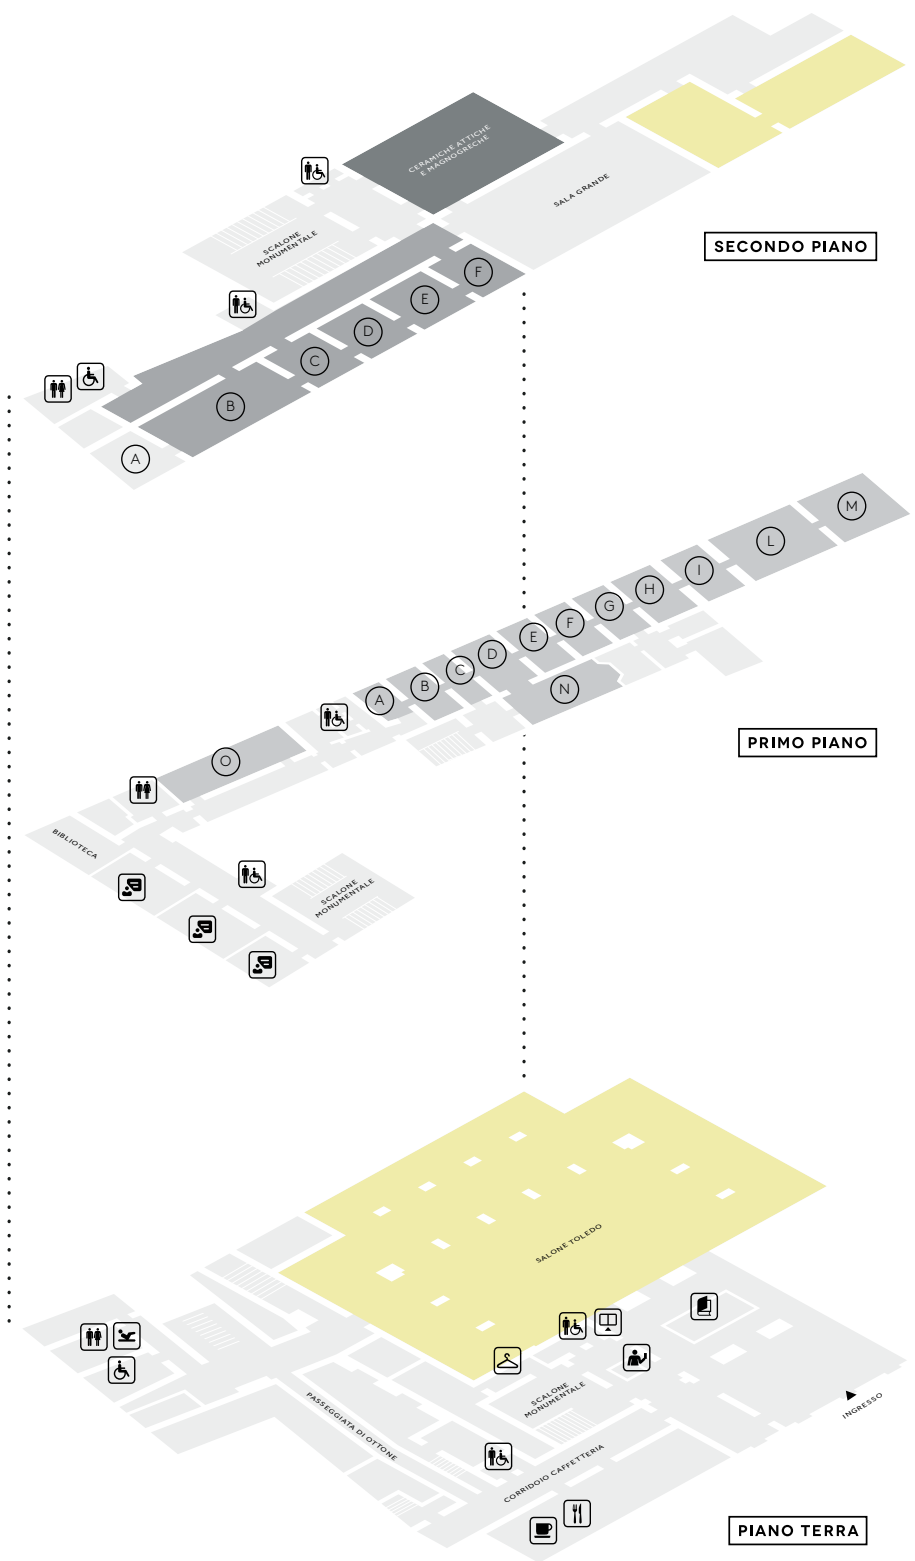 CERAMICHE ATTICHE
E MAGNOGRECHE
SALA GRANDE
SCALONE
MONUMENTALE
SECONDO PIANO
F
E
D
C
B
A
M
L
I
H
G
F
E
D
C
B
A
N
O
PRIMO PIANO
BIBLIOTECA
SCALONE
MONUMENTALE
SALONE TOLEDO
SCALONE
MONUMENTALE
INGRESSO
PASSEGGIATA DI OTTONE
CORRIDOIO CAFFETTERIA
PIANO TERRA